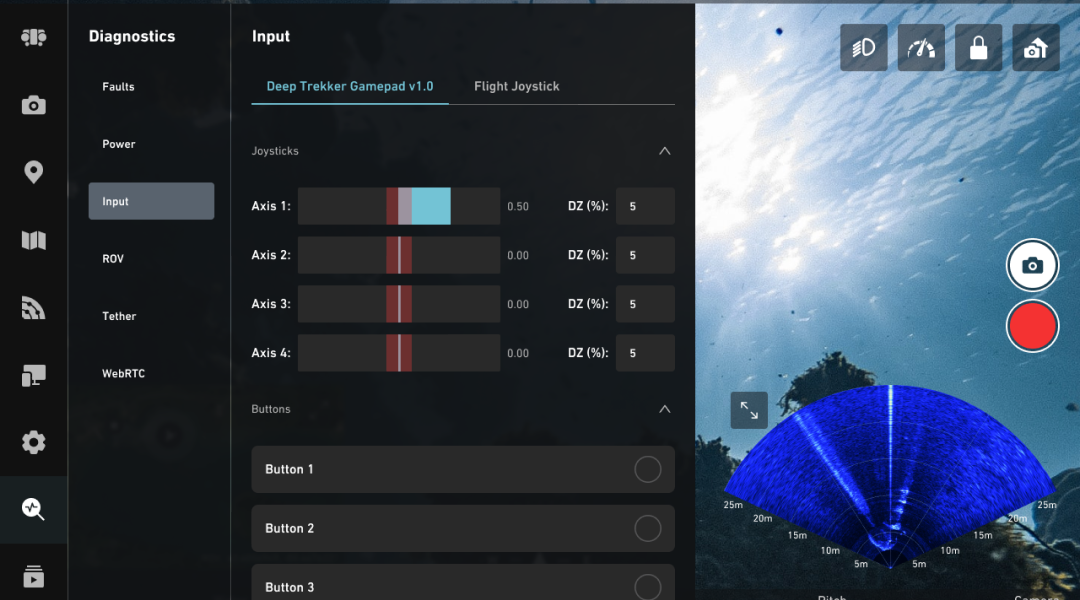 Diagnostics
Faults
Power
Input
ROV
Tether
WebRTC
Input
Deep Trekker Gamepad v1.0 Flight Joystick
Joysticks
Axis 1: 0.50 DZ (%): 5
Axis 2: 0.00 DZ (%): 5
Axis 3: 0.00 DZ (%): 5
Axis 4: 0.00 DZ (%): 5
Buttons
Button 1
Button 2
Button 3
25m 25m
20m 20m
15m 15m
10m 10m
5m 5m
Pitch Camera